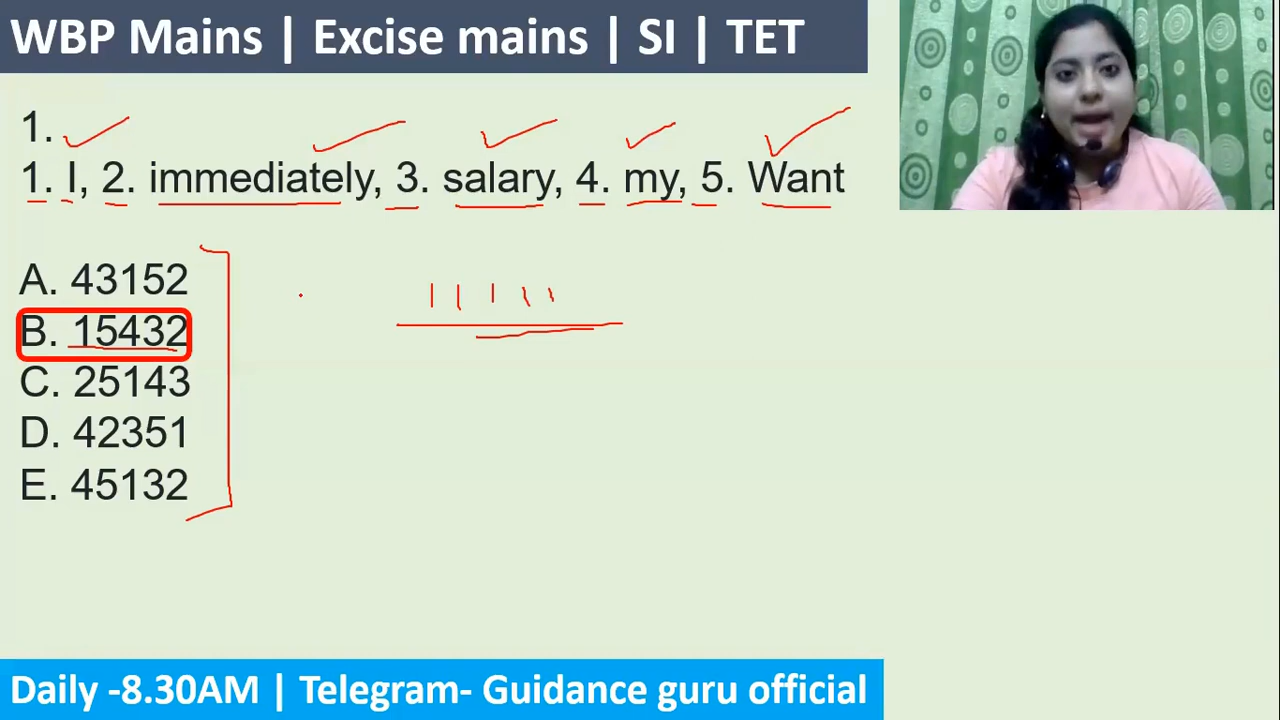 WBP Mains | Excise mains | SI | TET
1.
1. I, 2. immediately, 3. salary, 4. my, 5. Want
A. 43152
B. 15432
C. 25143
D. 42351
E. 45132
Daily -8.30AM | Telegram- Guidance guru official